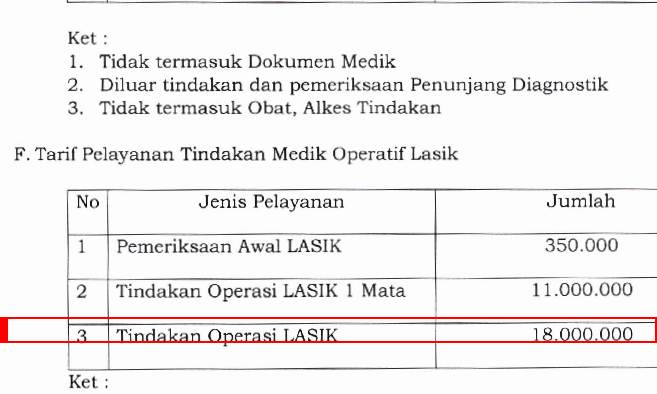 Ket :
1. Tidak termasuk Dokumen Medik
2. Diluar tindakan dan pemeriksaan Penunjang Diagnostik
3. Tidak termasuk Obat, Alkes Tindakan
F. Tarif Pelayanan Tindakan Medik Operatif Lasik
No Jenis Pelayanan Jumlah
1 Pemeriksaan Awal LASIK 350.000
2 Tindakan Operasi LASIK 1 Mata 11.000.000
3 Tindakan Operasi LASIK 18.000.000
Ket :